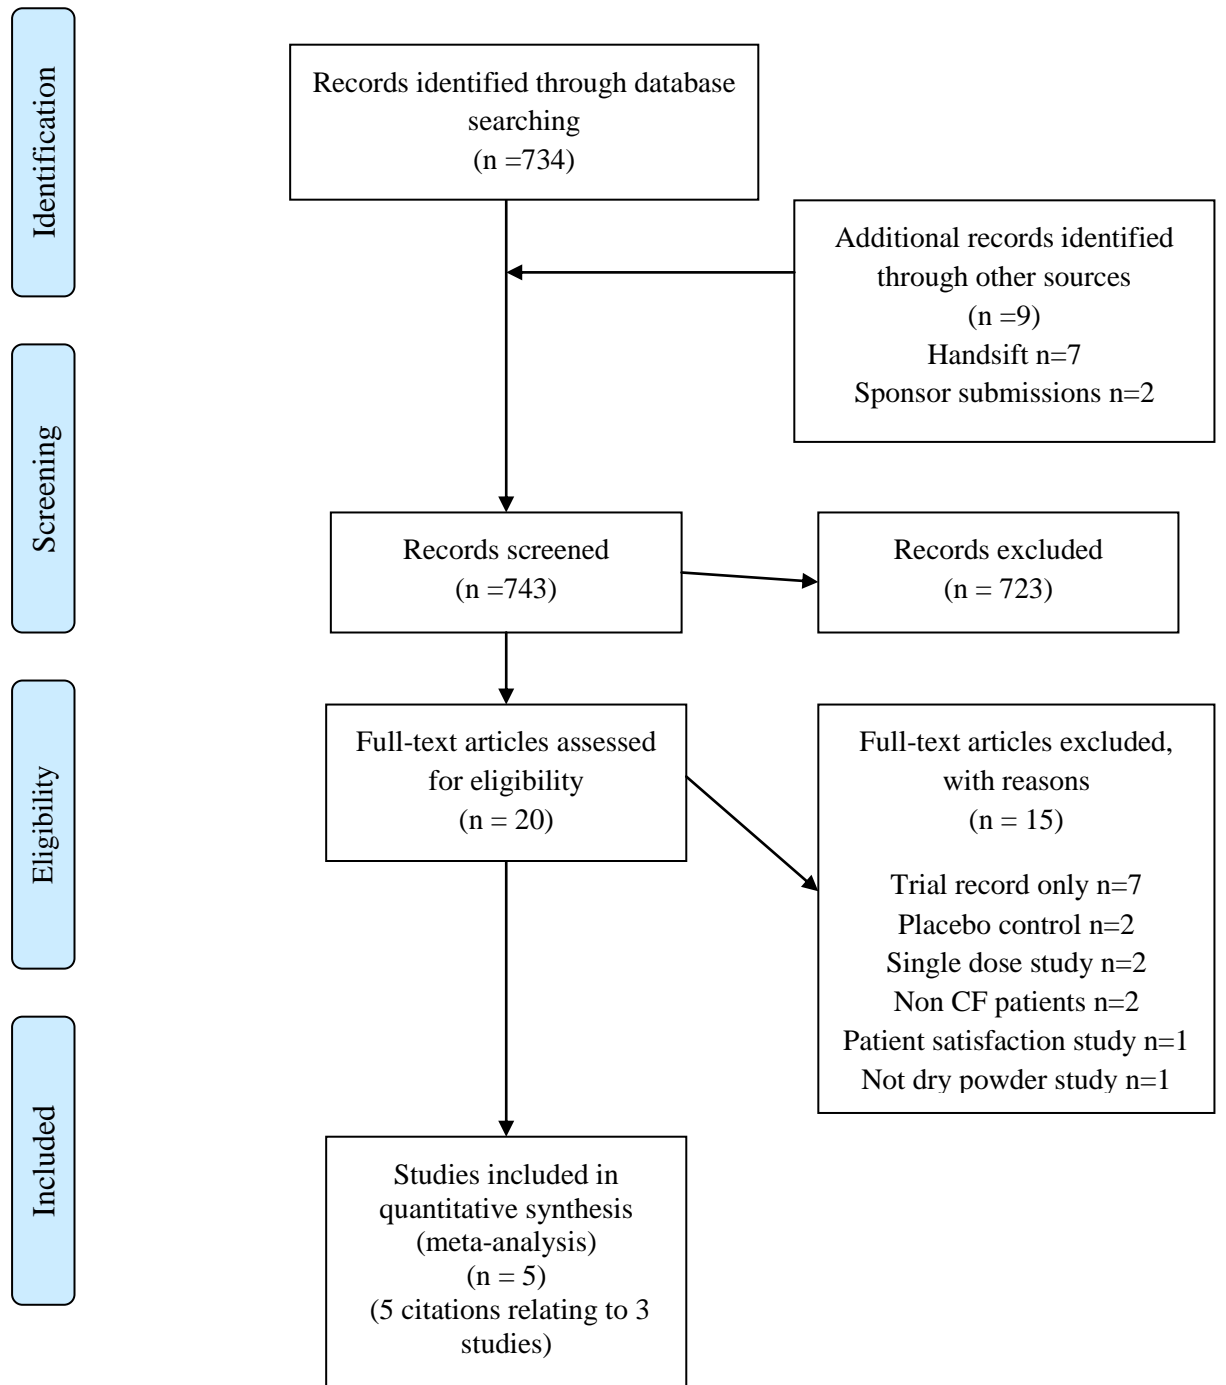 Identification
Records identified through database
searching
(n =734)
Additional records identified
through other sources
(n =9)
Handsift n=7
Sponsor submissions n=2
Screening
Records screened
(n =743)
Records excluded
(n = 723)
Eligibility
Full-text articles assessed
for eligibility
(n = 20)
Full-text articles excluded,
with reasons
(n = 15)
Trial record only n=7
Placebo control n=2
Single dose study n=2
Non CF patients n=2
Patient satisfaction study n=1
Not dry powder study n=1
Included
Studies included in
quantitative synthesis
(meta-analysis)
(n = 5)
(5 citations relating to 3
studies)